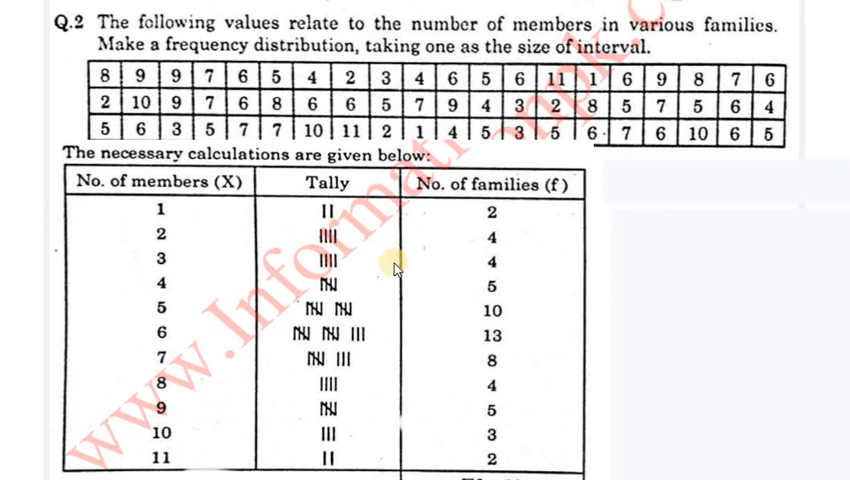 Q.2 The following values relate to the number of members in various families.
Make a frequency distribution, taking one as the size of interval.
8 9 9 7 6 5 4 2 3 4 6 5 6 11 1 6 9 8 7 6
2 10 9 7 6 8 6 6 5 7 9 4 3 2 8 5 7 5 6 4
5 6 3 5 7 7 10 11 2 1 4 5 3 5 6 7 6 10 6 5
The necessary calculations are given below:
No. of members (X) Tally No. of families (f)
1 || 2
2 |||| 4
3 |||| 4
4 𝍸 5
5 𝍸 𝍸 10
6 𝍸 𝍸 ||| 13
7 𝍸 ||| 8
8 |||| 4
9 𝍸 5
10 ||| 3
11 || 2